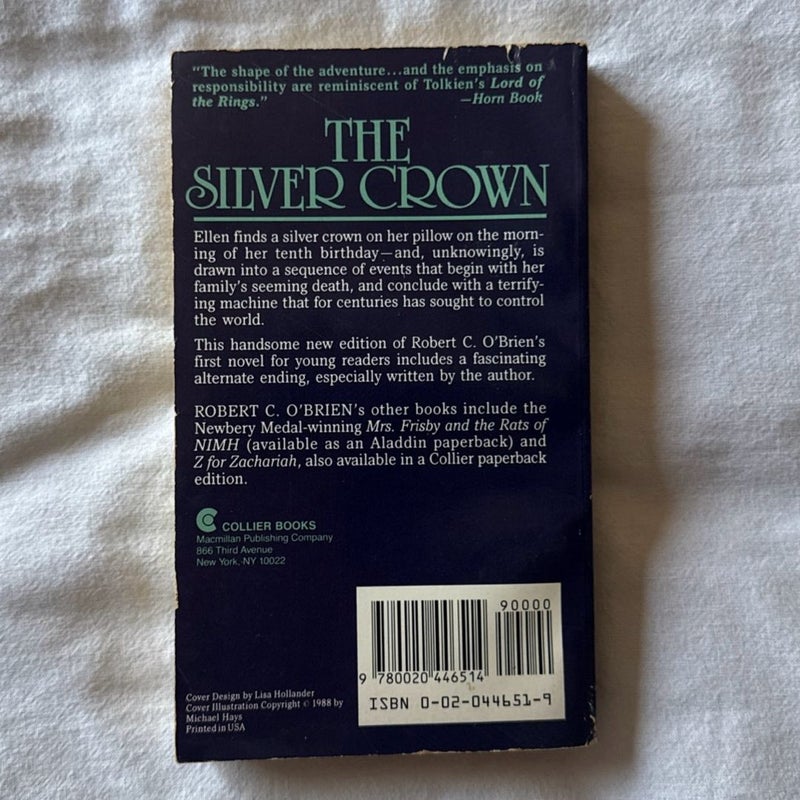 "The shape of the adventure...and the emphasis on
responsibility are reminiscent of Tolkien's Lord of
the Rings."
—Horn Book
THE
SILVER CROWN
Ellen finds a silver crown on her pillow on the morn-
ing of her tenth birthday—and, unknowingly, is
drawn into a sequence of events that begin with her
family's seeming death, and conclude with a terrify-
ing machine that for centuries has sought to control
the world.
This handsome new edition of Robert C. O'Brien's
first novel for young readers includes a fascinating
alternate ending, especially written by the author.
ROBERT C. O'BRIEN's other books include the
Newbery Medal-winning Mrs. Frisby and the Rats of
NIMH (available as an Aladdin paperback) and
Z for Zachariah, also available in a Collier paperback
edition.
COLLIER BOOKS
Macmillan Publishing Company
866 Third Avenue
New York, NY 10022
Cover Design by Lisa Hollander
Cover Illustration Copyright © 1988 by
Michael Hays
Printed in USA
90000
9 780020 446514
ISBN 0-02-044651-9